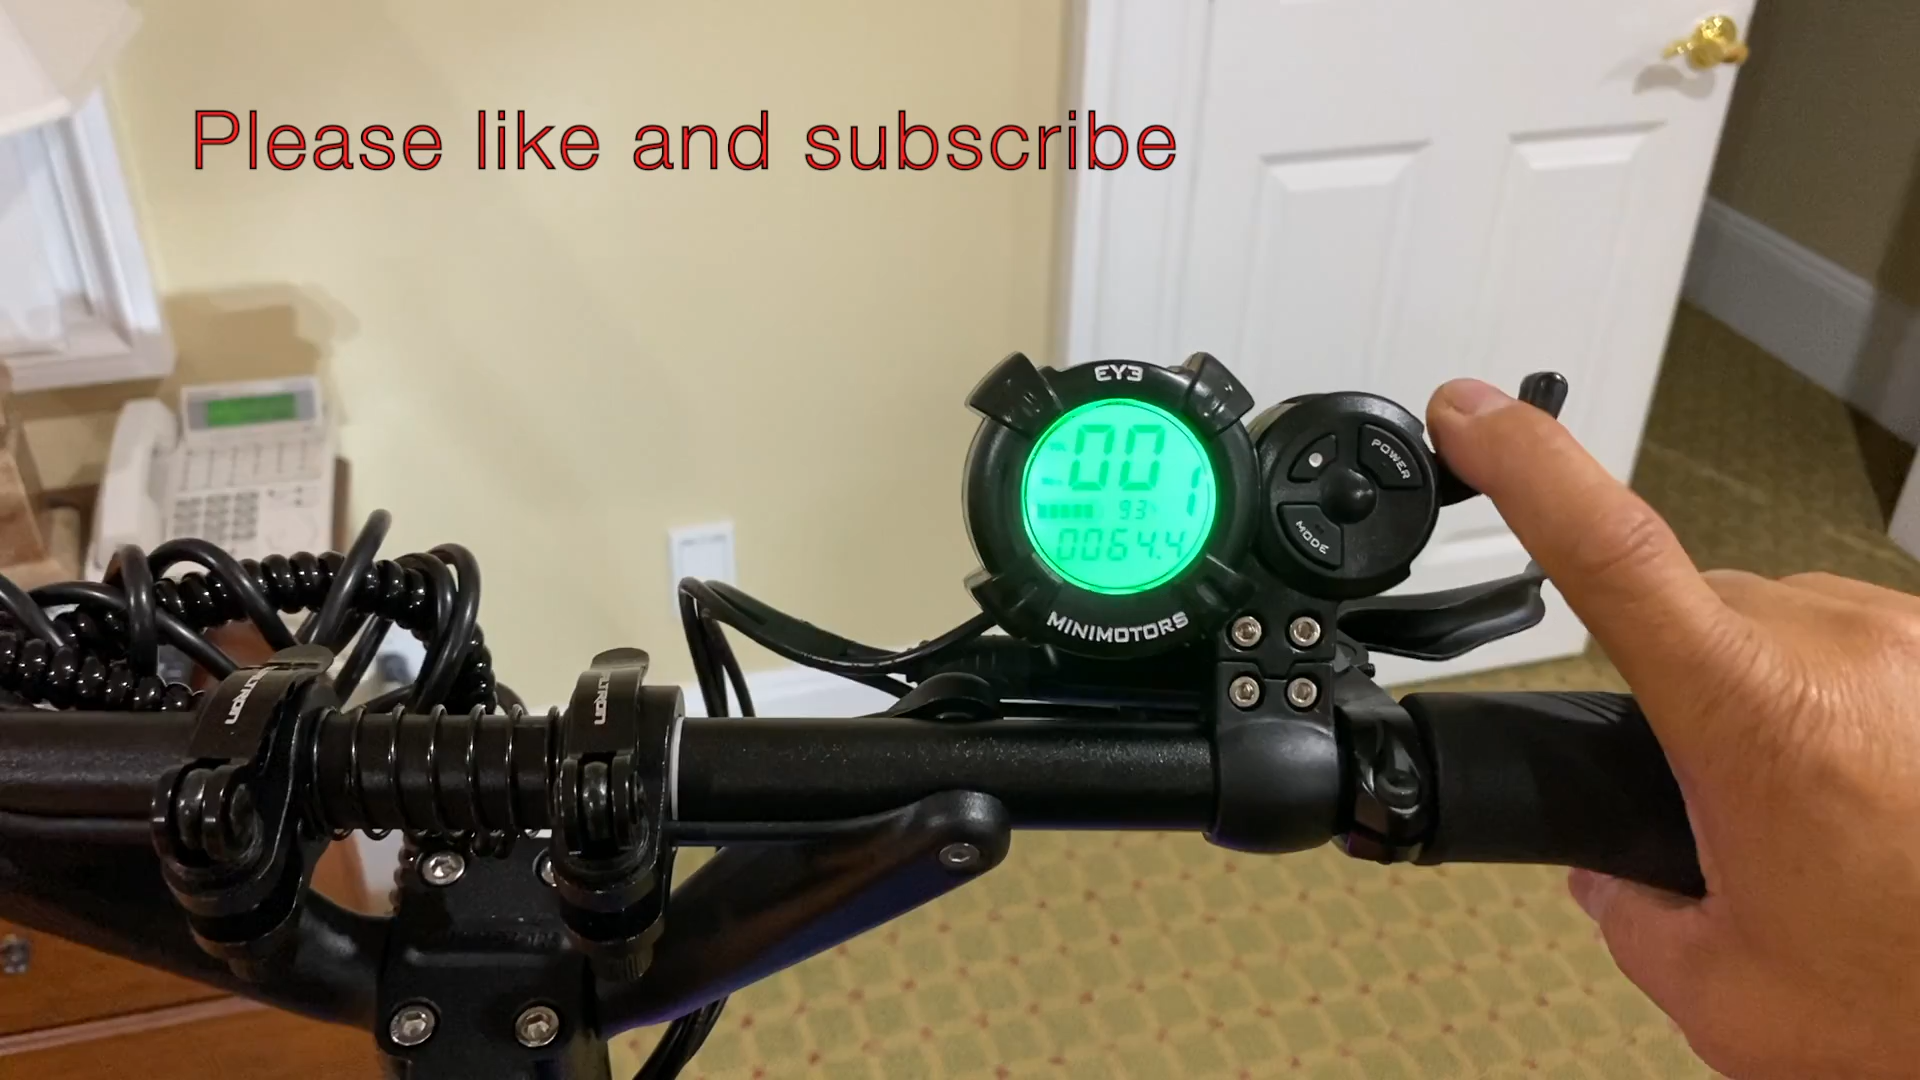 Please like and subscribe
EY3
00
1
93%
0064.4
MINIMOTORS
POWER
MODE